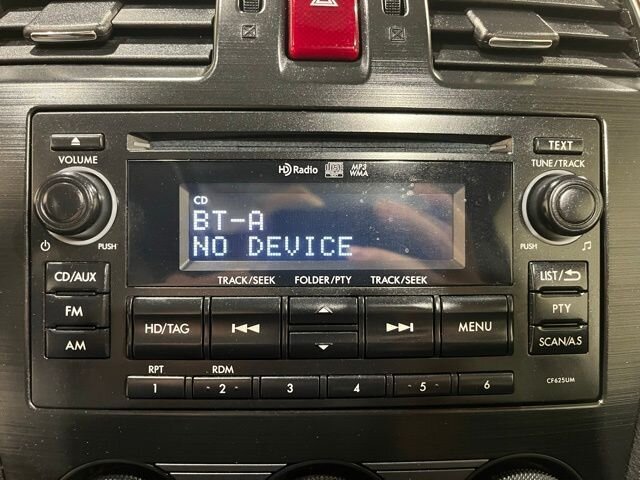 VOLUME
TEXT
TUNE/TRACK
HD Radio
MP3
WMA
CD
BT-A
NO DEVICE
PUSH
PUSH
TRACK/SEEK FOLDER/PTY TRACK/SEEK
CD/AUX
FM
AM
HD/TAG
MENU
LIST/
PTY
SCAN/A.S
RPT RDM
1 2 3 4 5 6
CF625UM